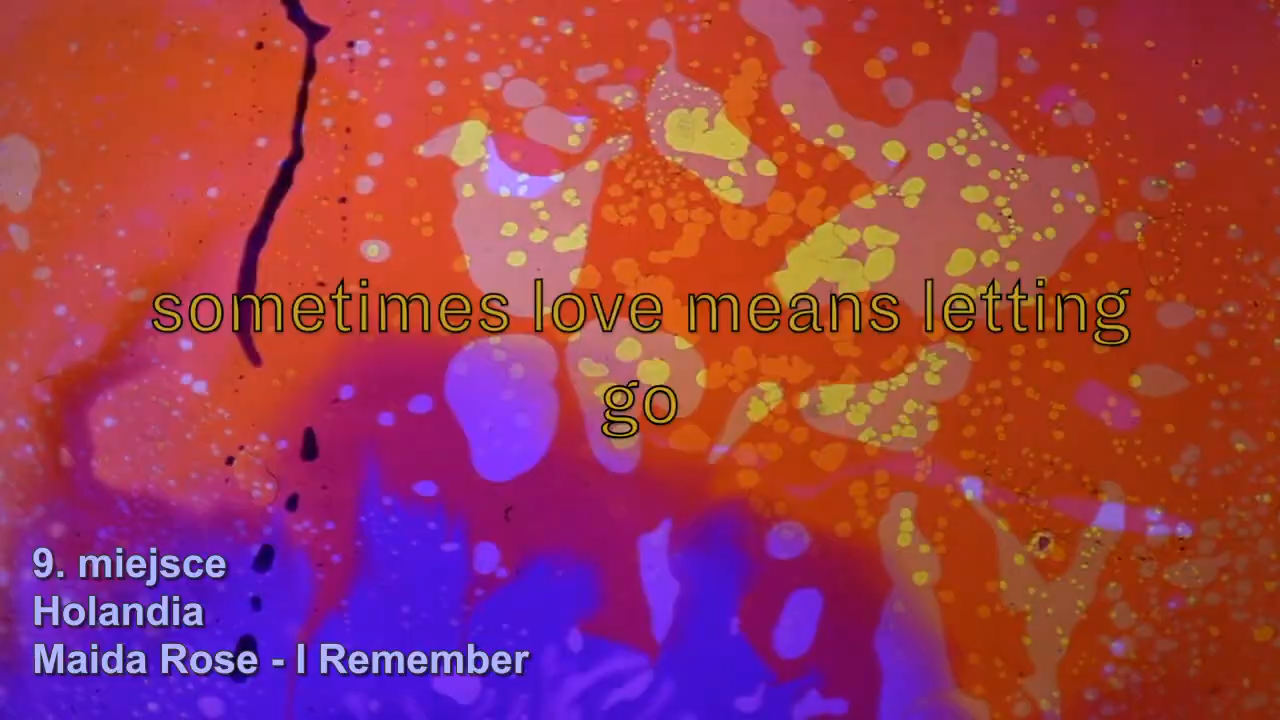 sometimes love means letting
go
9. miejsce
Holandia
Maida Rose - I Remember